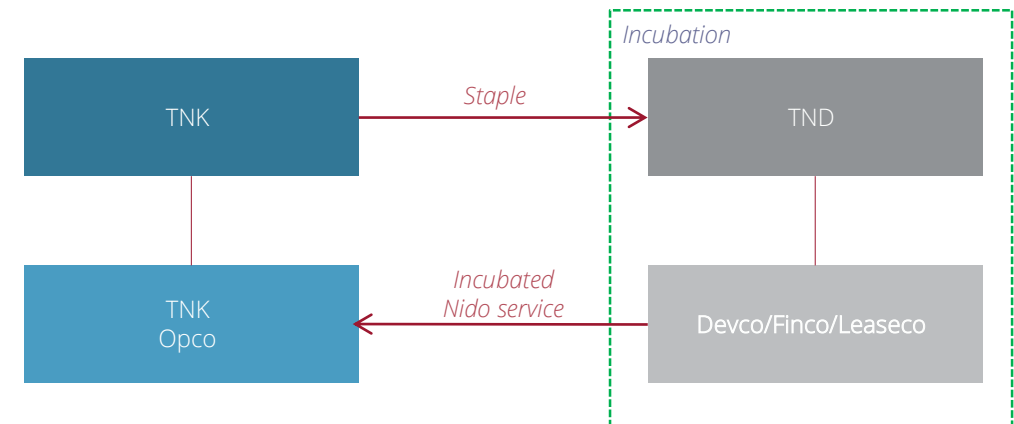 Incubation
TNK
Staple
TND
TNK
Opco
Incubated
Nido service
Devco/Finco/Leaseco